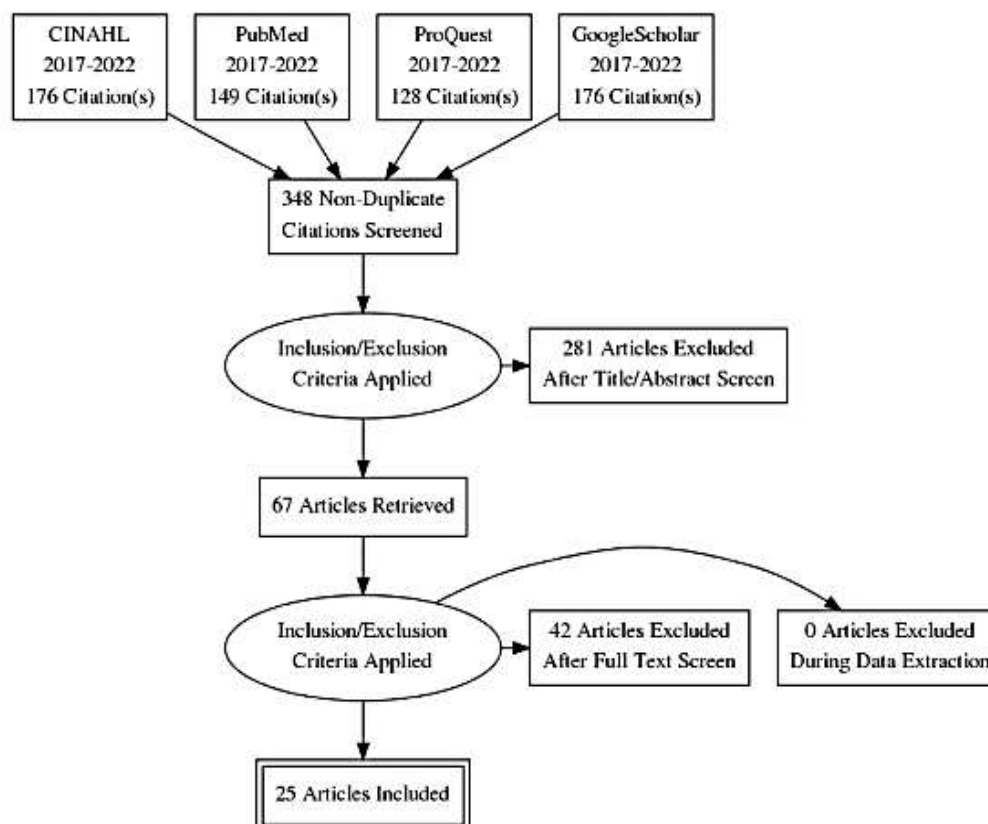 CINAHL
2017-2022
176 Citation(s)
PubMed
2017-2022
149 Citation(s)
ProQuest
2017-2022
128 Citation(s)
GoogleScholar
2017-2022
176 Citation(s)
348 Non-Duplicate
Citations Screened
Inclusion/Exclusion
Criteria Applied
281 Articles Excluded
After Title/Abstract Screen
67 Articles Retrieved
Inclusion/Exclusion
Criteria Applied
42 Articles Excluded
After Full Text Screen
0 Articles Excluded
During Data Extraction
25 Articles Included